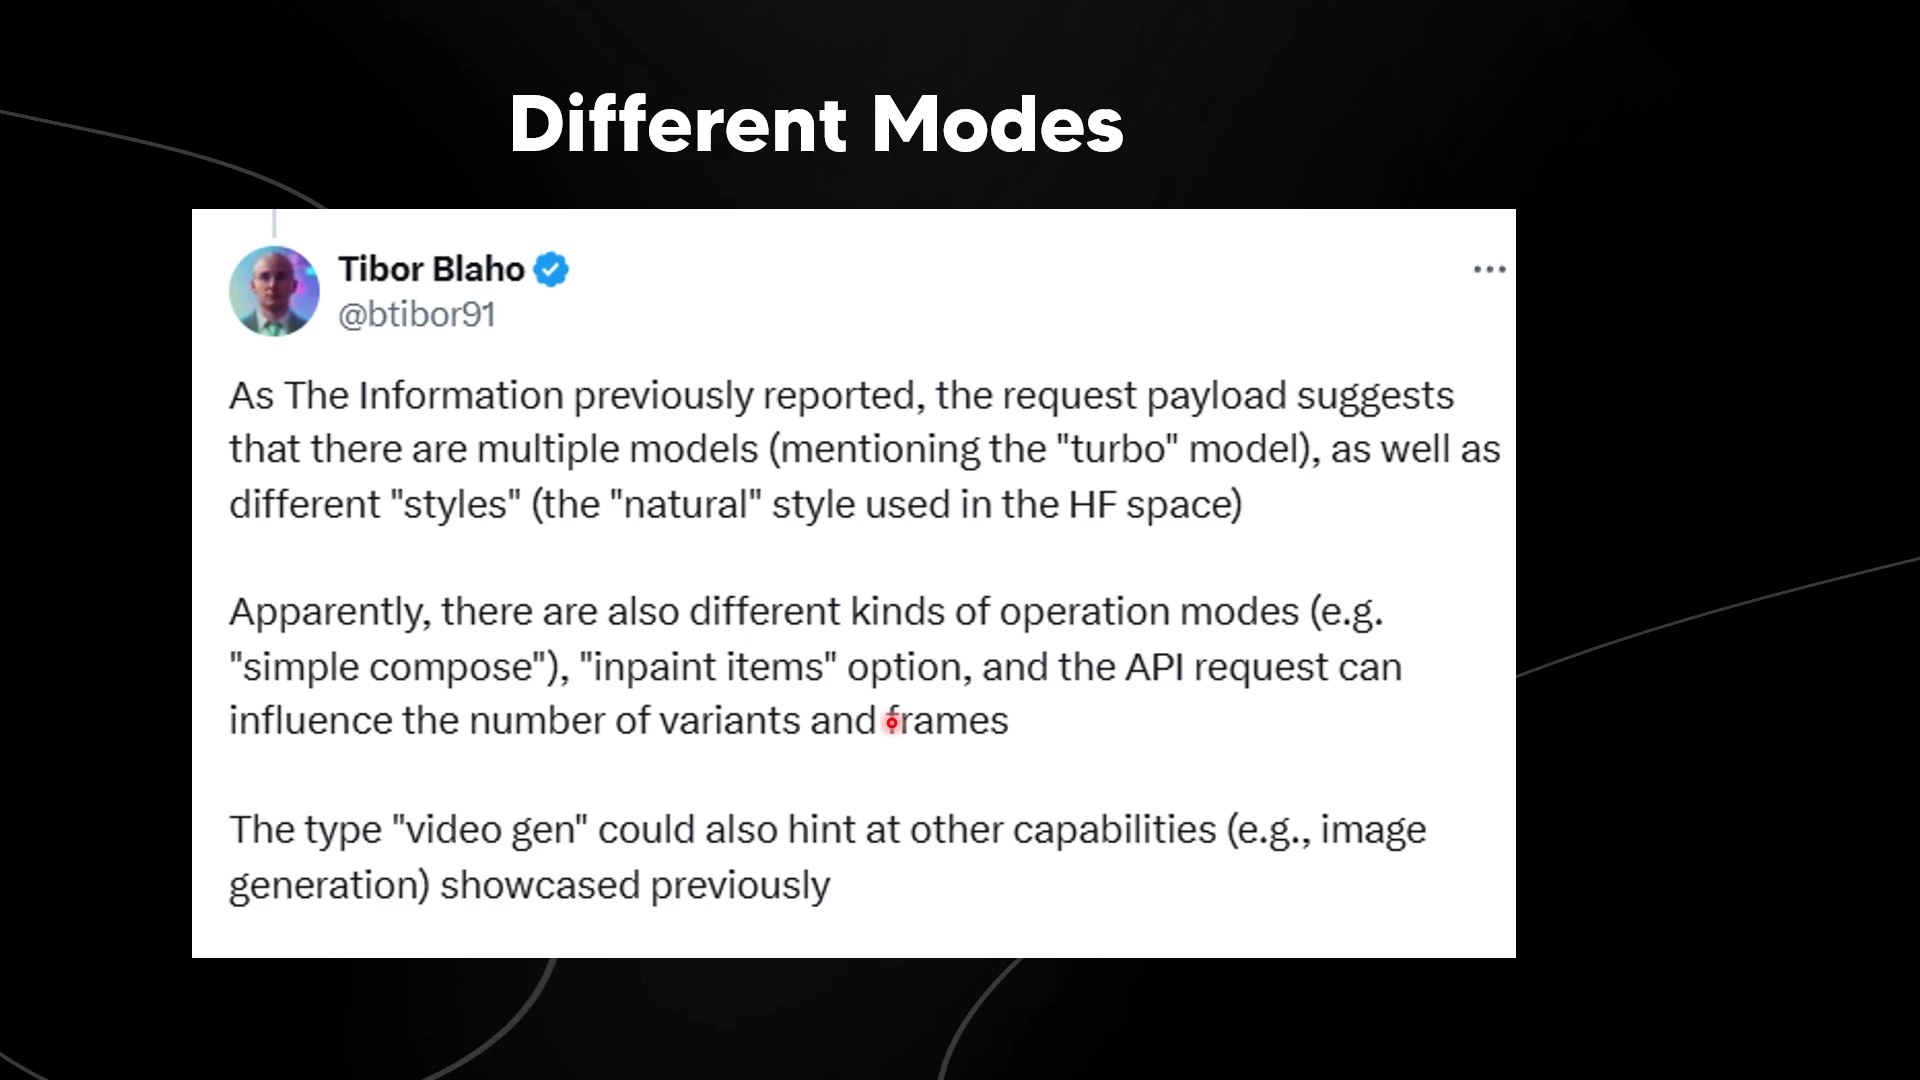 Different Modes
Tibor Blaho
@btibor91
As The Information previously reported, the request payload suggests
that there are multiple models (mentioning the "turbo" model), as well as
different "styles" (the "natural" style used in the HF space)
Apparently, there are also different kinds of operation modes (e.g.
"simple compose"), "inpaint items" option, and the API request can
influence the number of variants and frames
The type "video gen" could also hint at other capabilities (e.g., image
generation) showcased previously